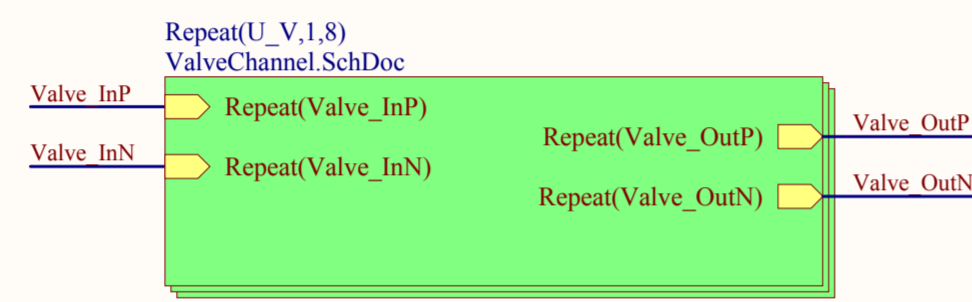 Repeat(U_V,1,8)
ValveChannel.SchDoc
Valve_InP
Repeat(Valve_InP)
Valve_OutP
Repeat(Valve_OutP)
Valve_InN
Repeat(Valve_InN)
Valve_OutN
Repeat(Valve_OutN)